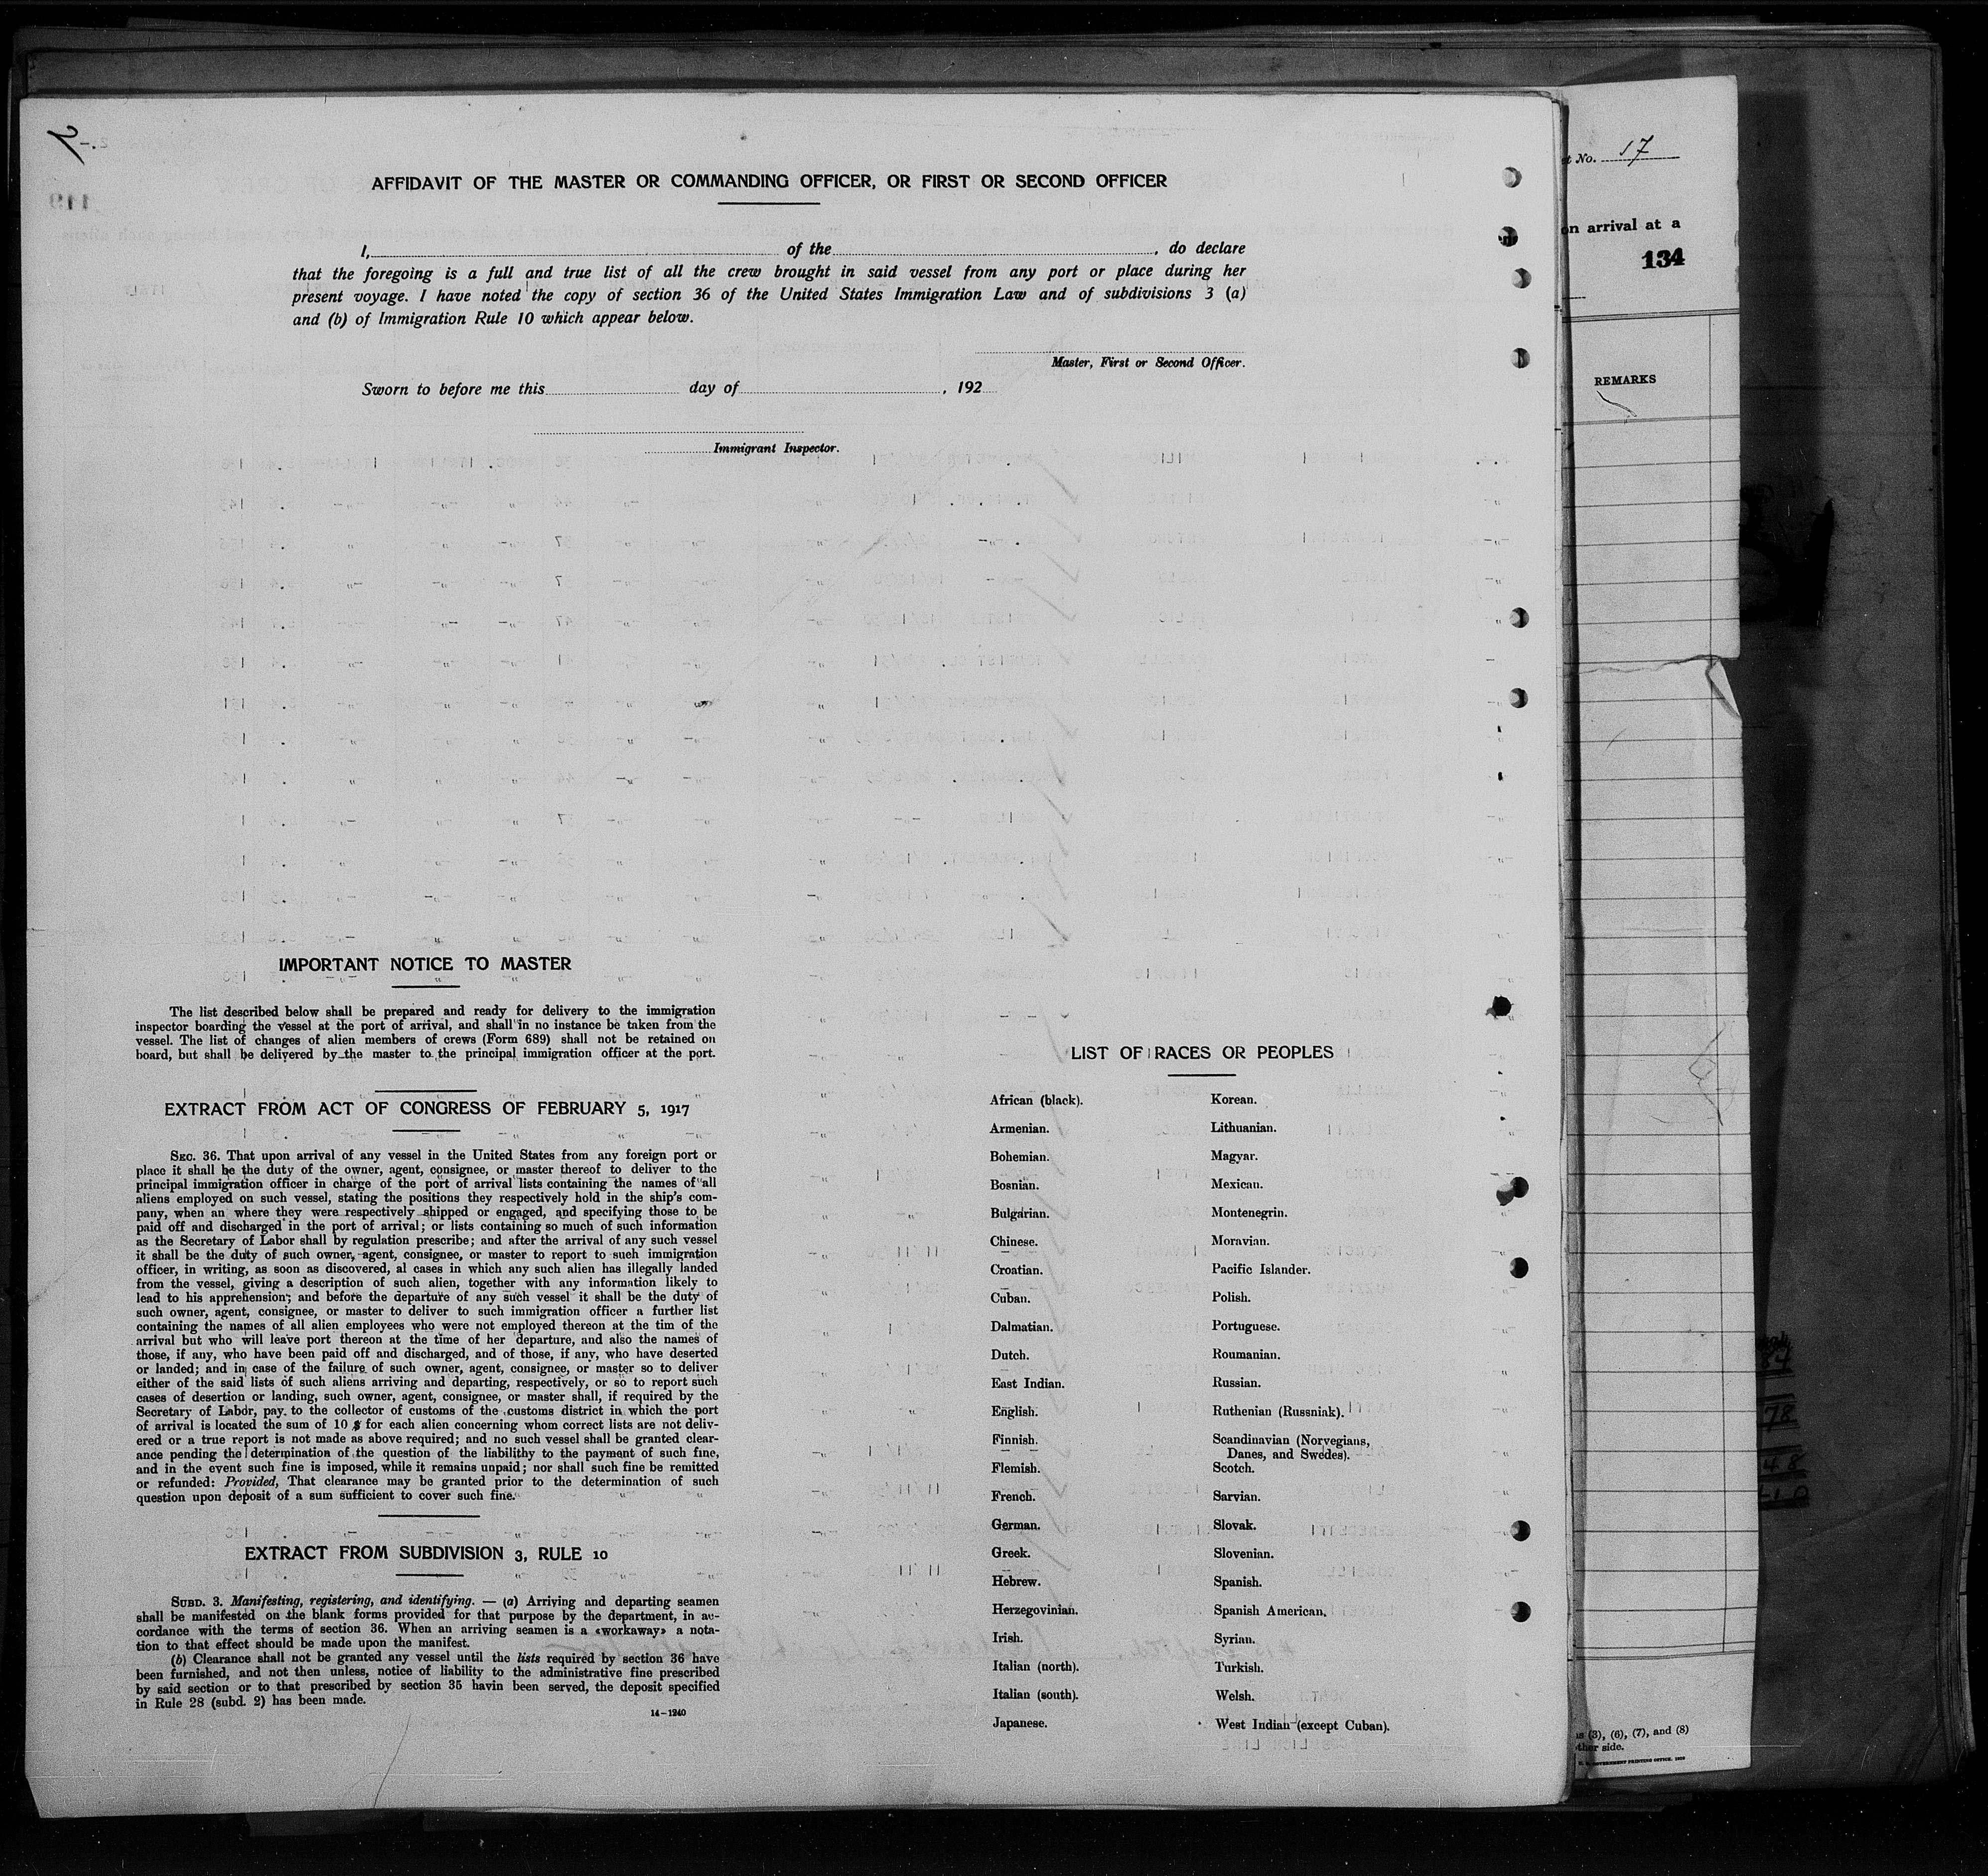 2.-
AFFIDAVIT OF THE MASTER OR COMMANDING OFFICER, OR FIRST OR SECOND OFFICER
I, of the , do declare
that the foregoing is a full and true list of all the crew brought in said vessel from any port or place during her
present voyage. I have noted the copy of section 36 of the United States Immigration Law and of subdivisions 3 (a)
and (b) of Immigration Rule 10 which appear below.
Master, First or Second Officer.
Sworn to before me this day of , 192
Immigrant Inspector.
IMPORTANT NOTICE TO MASTER
The list described below shall be prepared and ready for delivery to the immigration
inspector boarding the vessel at the port of arrival, and shall in no instance be taken from the
vessel. The list of changes of alien members of crews (Form 689) shall not be retained on
board, but shall be delivered by the master to the principal immigration officer at the port.
EXTRACT FROM ACT OF CONGRESS OF FEBRUARY 5, 1917
SEC. 36. That upon arrival of any vessel in the United States from any foreign port or
place it shall be the duty of the owner, agent, consignee, or master thereof to deliver to the
principal immigration officer in charge of the port of arrival lists containing the names of all
aliens employed on such vessel, stating the positions they respectively hold in the ship's com-
pany, when an where they were respectively shipped or engaged, and specifying those to be
paid off and discharged in the port of arrival; or lists containing so much of such information
as the Secretary of Labor shall by regulation prescribe; and after the arrival of any such vessel
it shall be the duty of such owner, agent, consignee, or master to report to such immigration
officer, in writing, as soon as discovered, al cases in which any such alien has illegally landed
from the vessel, giving a description of such alien, together with any information likely to
lead to his apprehension; and before the departure of any such vessel it shall be the duty of
such owner, agent, consignee, or master to deliver to such immigration officer a further list
containing the names of all alien employees who were not employed thereon at the tim of the
arrival but who will leave port thereon at the time of her departure, and also the names of
those, if any, who have been paid off and discharged, and of those, if any, who have deserted
or landed; and in case of the failure of such owner, agent, consignee, or master so to deliver
either of the said lists of such aliens arriving and departing, respectively, or so to report such
cases of desertion or landing, such owner, agent, consignee, or master shall, if required by the
Secretary of Labor, pay to the collector of customs of the customs district in which the port
of arrival is located the sum of 10 $ for each alien concerning whom correct lists are not deliv-
ered or a true report is not made as above required; and no such vessel shall be granted clear-
ance pending the determination of the question of the liabilithy to the payment of such fine,
and in the event such fine is imposed, while it remains unpaid; nor shall such fine be remitted
or refunded: Provided, That clearance may be granted prior to the determination of such
question upon deposit of a sum sufficient to cover such fine.
EXTRACT FROM SUBDIVISION 3, RULE 10
SUBD. 3. Manifesting, registering, and identifying. — (a) Arriving and departing seamen
shall be manifested on the blank forms provided for that purpose by the department, in ac-
cordance with the terms of section 36. When an arriving seamen is a «workaway» a nota-
tion to that effect should be made upon the manifest.
(b) Clearance shall not be granted any vessel until the lists required by section 36 have
been furnished, and not then unless, notice of liability to the administrative fine prescribed
by said section or to that prescribed by section 35 havin been served, the deposit specified
in Rule 28 (subd. 2) has been made.
14-1240
LIST OF RACES OR PEOPLES
African (black).
Armenian.
Bohemian.
Bosnian.
Bulgarian.
Chinese.
Croatian.
Cuban.
Dalmatian.
Dutch.
East Indian.
English.
Finnish.
Flemish.
French.
German.
Greek.
Hebrew.
Herzegovinian.
Irish.
Italian (north).
Italian (south).
Japanese.
Korean.
Lithuanian.
Magyar.
Mexican.
Montenegrin.
Moravian.
Pacific Islander.
Polish.
Portuguese.
Roumanian.
Russian.
Ruthenian (Russniak).
Scandinavian (Norvegians,
Danes, and Swedes).
Scotch.
Sarvian.
Slovak.
Slovenian.
Spanish.
Spanish American.
Syrian.
Turkish.
Welsh.
West Indian (except Cuban).
No. 17
on arrival at a
134
REMARKS
(3), (6), (7), and (8)
other side.
GOVERNMENT PRINTING OFFICE